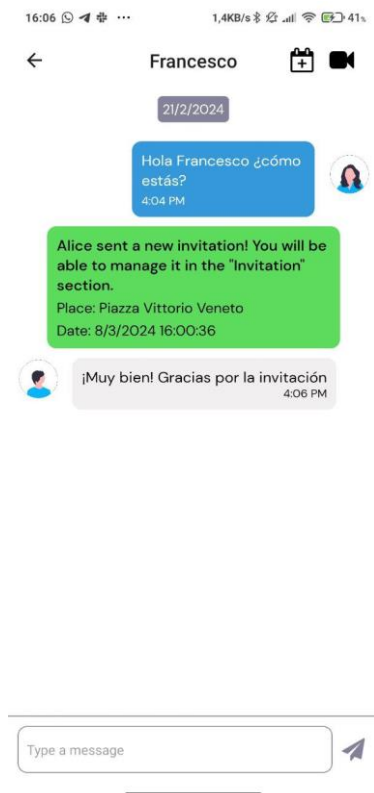 16:06 ... 1,4KB/s 41%
Francesco
21/2/2024
Hola Francesco ¿cómo
estás?
4:04 PM
Alice sent a new invitation! You will be
able to manage it in the "Invitation"
section.
Place: Piazza Vittorio Veneto
Date: 8/3/2024 16:00:36
¡Muy bien! Gracias por la invitación
4:06 PM
Type a message